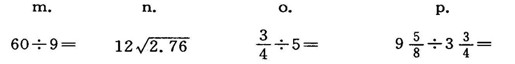 m. n. o. p.
60÷9= 12√2.76 3/4÷5= 9 5/8÷3 3/4=